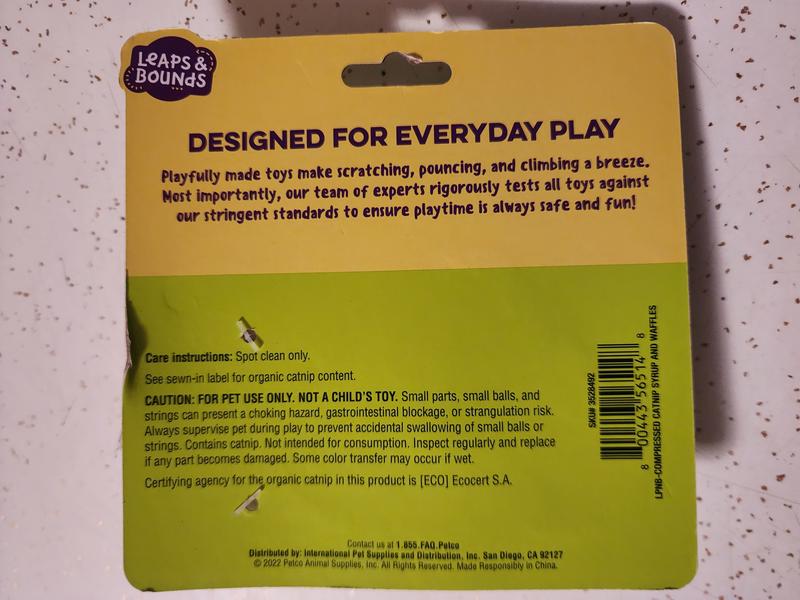 LEAPS &
BOUNDS
DESIGNED FOR EVERYDAY PLAY
Playfully made toys make scratching, pouncing, and climbing a breeze.
Most importantly, our team of experts rigorously tests all toys against
our stringent standards to ensure playtime is always safe and fun!
Care instructions: Spot clean only.
See sewn-in label for organic catnip content.
CAUTION: FOR PET USE ONLY. NOT A CHILD'S TOY. Small parts, small balls, and
strings can present a choking hazard, gastrointestinal blockage, or strangulation risk.
Always supervise pet during play to prevent accidental swallowing of small balls or
strings. Contains catnip. Not intended for consumption. Inspect regularly and replace
if any part becomes damaged. Some color transfer may occur if wet.
Certifying agency for the organic catnip in this product is [ECO] Ecocert S.A.
SKU# 3528492
8 00443 56514 8
LPNB-COMPRESSED CATNIP SYRUP AND WAFFLES
Contact us at 1.855.FAQ.Petco
Distributed by: International Pet Supplies and Distribution, Inc. San Diego, CA 92127
© 2022 Petco Animal Supplies, Inc. All Rights Reserved. Made Responsibly in China.